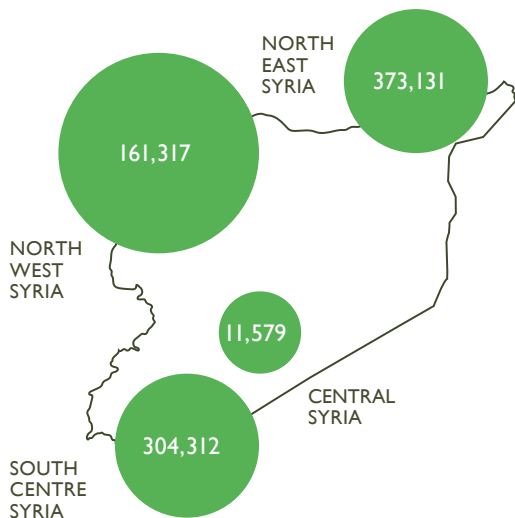 NORTH
EAST
SYRIA
373,131
161,317
NORTH
WEST
SYRIA
11,579
CENTRAL
SYRIA
304,312
SOUTH
CENTRE
SYRIA